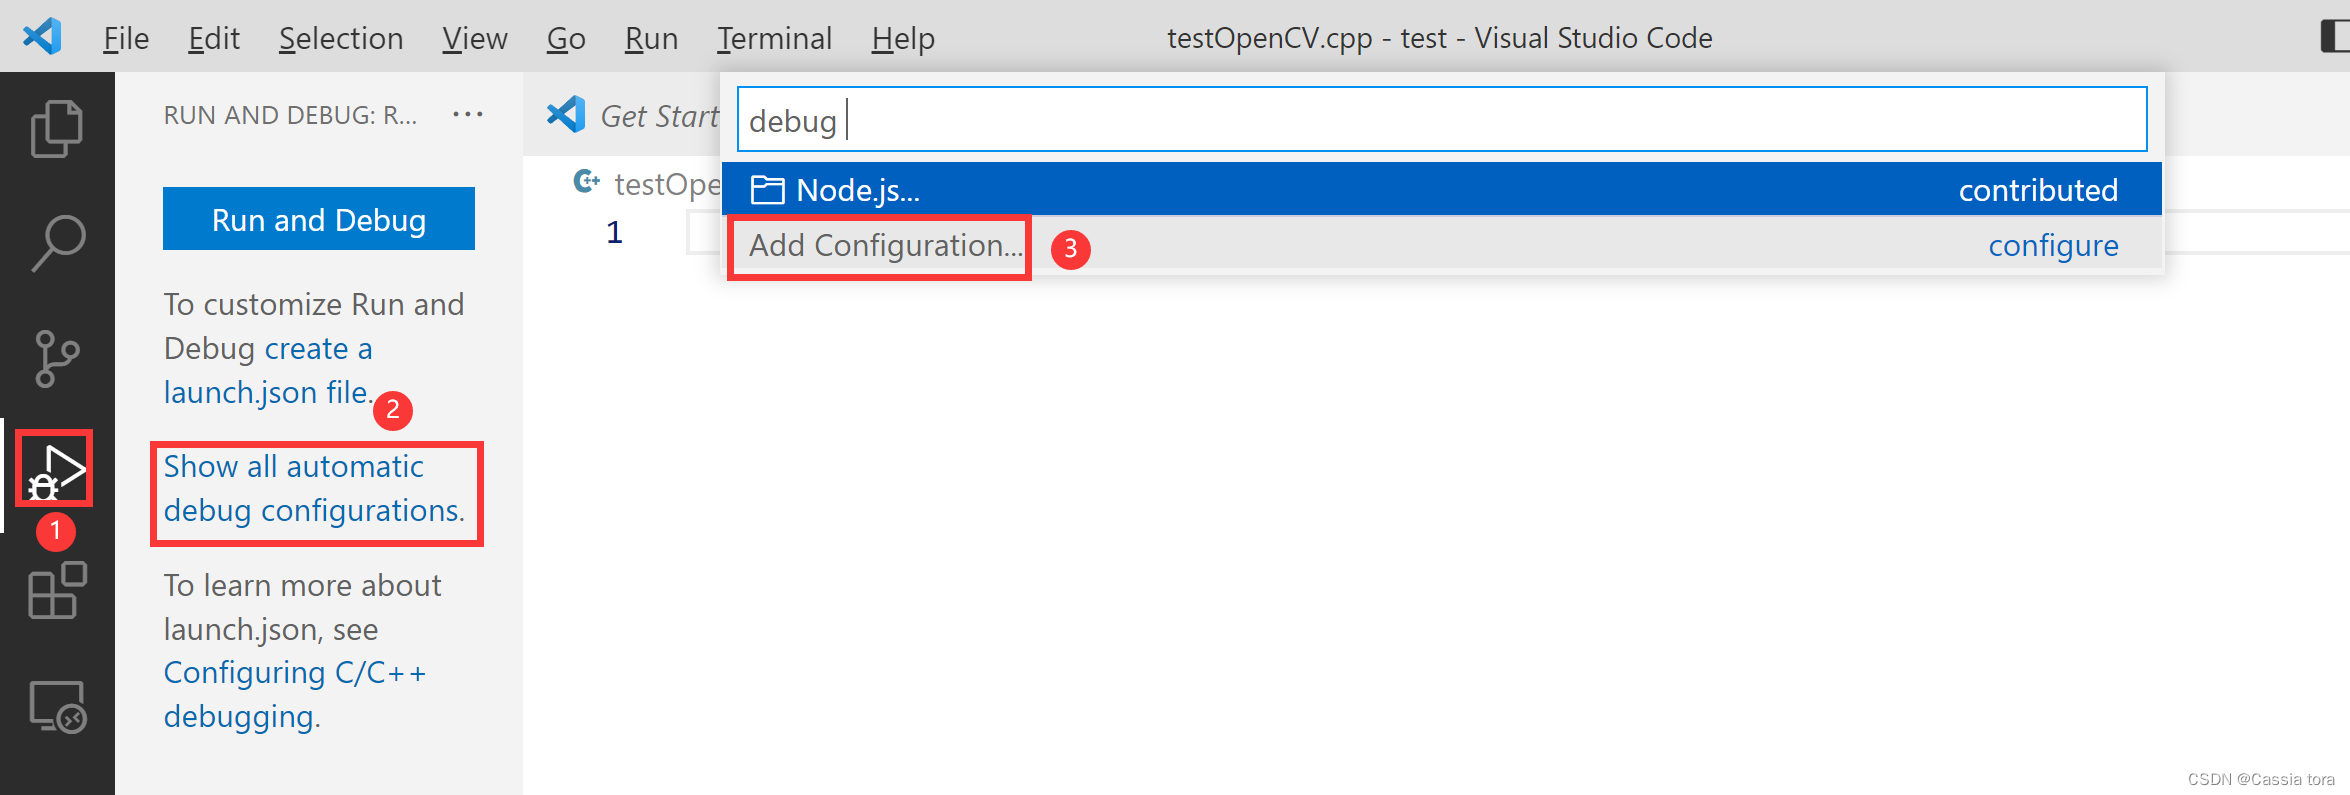 File Edit Selection View Go Run Terminal Help testOpenCV.cpp - test - Visual Studio Code
RUN AND DEBUG: R... ···
Run and Debug
To customize Run and
Debug create a
launch.json file.
2
Show all automatic
debug configurations.
1
To learn more about
launch.json, see
Configuring C/C++
debugging.
Get Start
debug
testOpe
Node.js... contributed
1
Add Configuration... 3 configure
CSDN @Cassia tora